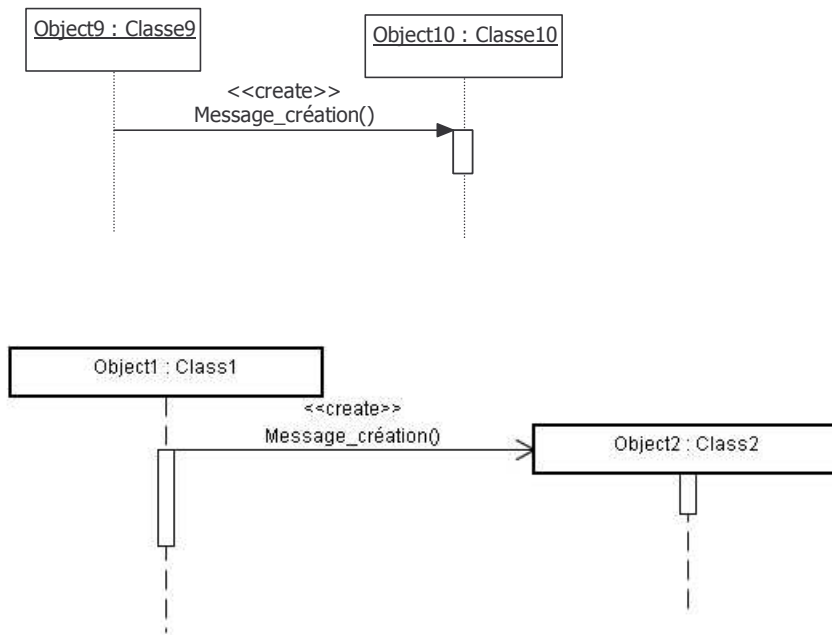 Object9 : Classe9
Object10 : Classe10
<<create>>
Message_création()
Object1 : Class1
<<create>>
Message_création()
Object2 : Class2